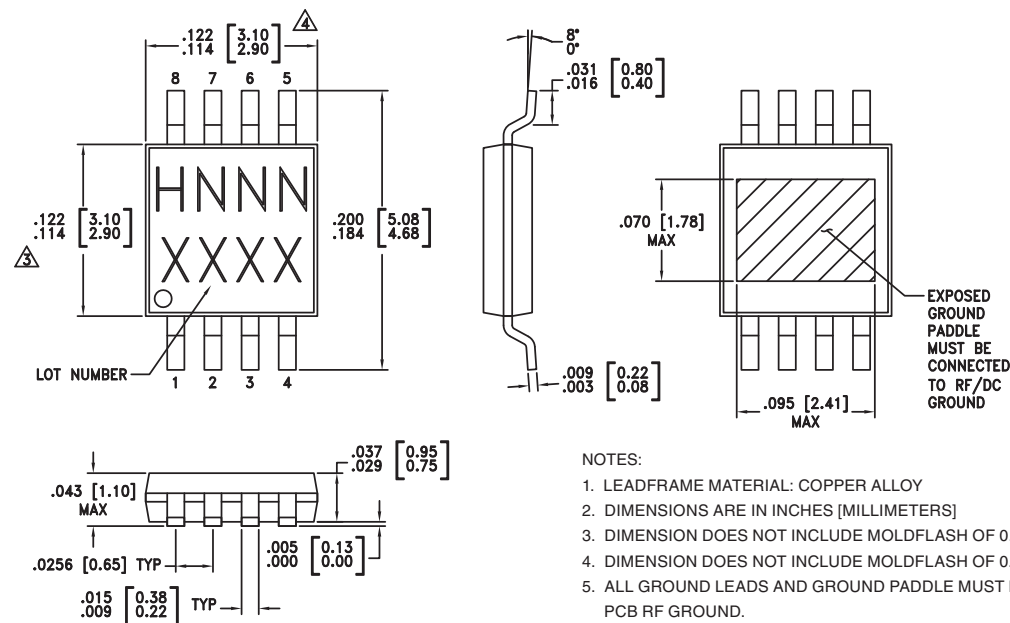 .122 [3.10]
.114 [2.90]
4
8 7 6 5
HNNN
XXXX
.122 [3.10]
.114 [2.90]
3
.200 [5.08]
.184 [4.68]
LOT NUMBER
1 2 3 4
8°
0°
.031 [0.80]
.016 [0.40]
.009 [0.22]
.003 [0.08]
.070 [1.78]
MAX
.095 [2.41]
MAX
EXPOSED
GROUND
PADDLE
MUST BE
CONNECTED
TO RF/DC
GROUND
.043 [1.10]
MAX
.037 [0.95]
.029 [0.75]
.0256 [0.65] TYP
.005 [0.13]
.000 [0.00]
.015 [0.38]
.009 [0.22]
TYP
NOTES:
1. LEADFRAME MATERIAL: COPPER ALLOY
2. DIMENSIONS ARE IN INCHES [MILLIMETERS]
3. DIMENSION DOES NOT INCLUDE MOLDFLASH OF 0.
4. DIMENSION DOES NOT INCLUDE MOLDFLASH OF 0.
5. ALL GROUND LEADS AND GROUND PADDLE MUST
PCB RF GROUND.